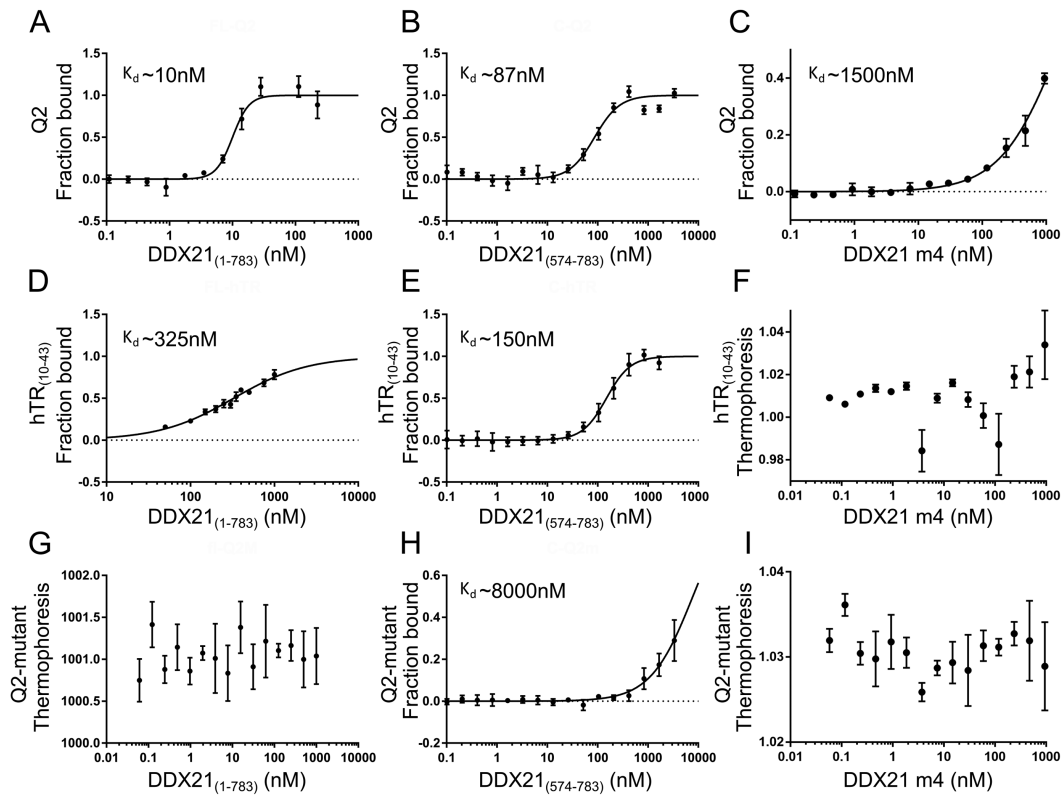 A
Q2
Fraction bound
Kd ~10nM
1.5
1.0
0.5
0.0
-0.5
0.1 1 10 100 1000
DDX21(1-783) (nM)
B
Q2
Fraction bound
Kd ~87nM
1.5
1.0
0.5
0.0
-0.5
0.1 1 10 100 1000 10000
DDX21(574-783) (nM)
C
Q2
Fraction bound
Kd ~1500nM
0.4
0.2
0.0
0.1 1 10 100 1000
DDX21 m4 (nM)
D
hTR(10-43)
Fraction bound
Kd ~325nM
1.5
1.0
0.5
0.0
-0.5
10 100 1000 10000
DDX21(1-783) (nM)
E
hTR(10-43)
Fraction bound
Kd ~150nM
1.5
1.0
0.5
0.0
-0.5
0.1 1 10 100 1000 10000
DDX21(574-783) (nM)
F
hTR(10-43)
Thermophoresis
1.04
1.02
1.00
0.98
0.01 0.1 1 10 100 1000
DDX21 m4 (nM)
G
Q2-mutant
Thermophoresis
1002.0
1001.5
1001.0
1000.5
1000.0
0.01 0.1 1 10 100 1000 10000
DDX21(1-783) (nM)
H
Q2-mutant
Fraction bound
Kd ~8000nM
0.6
0.4
0.2
0.0
-0.2
0.1 1 10 100 1000 10000
DDX21(574-783) (nM)
I
Q2-mutant
Thermophoresis
1.04
1.03
1.02
0.01 0.1 1 10 100 1000
DDX21 m4 (nM)